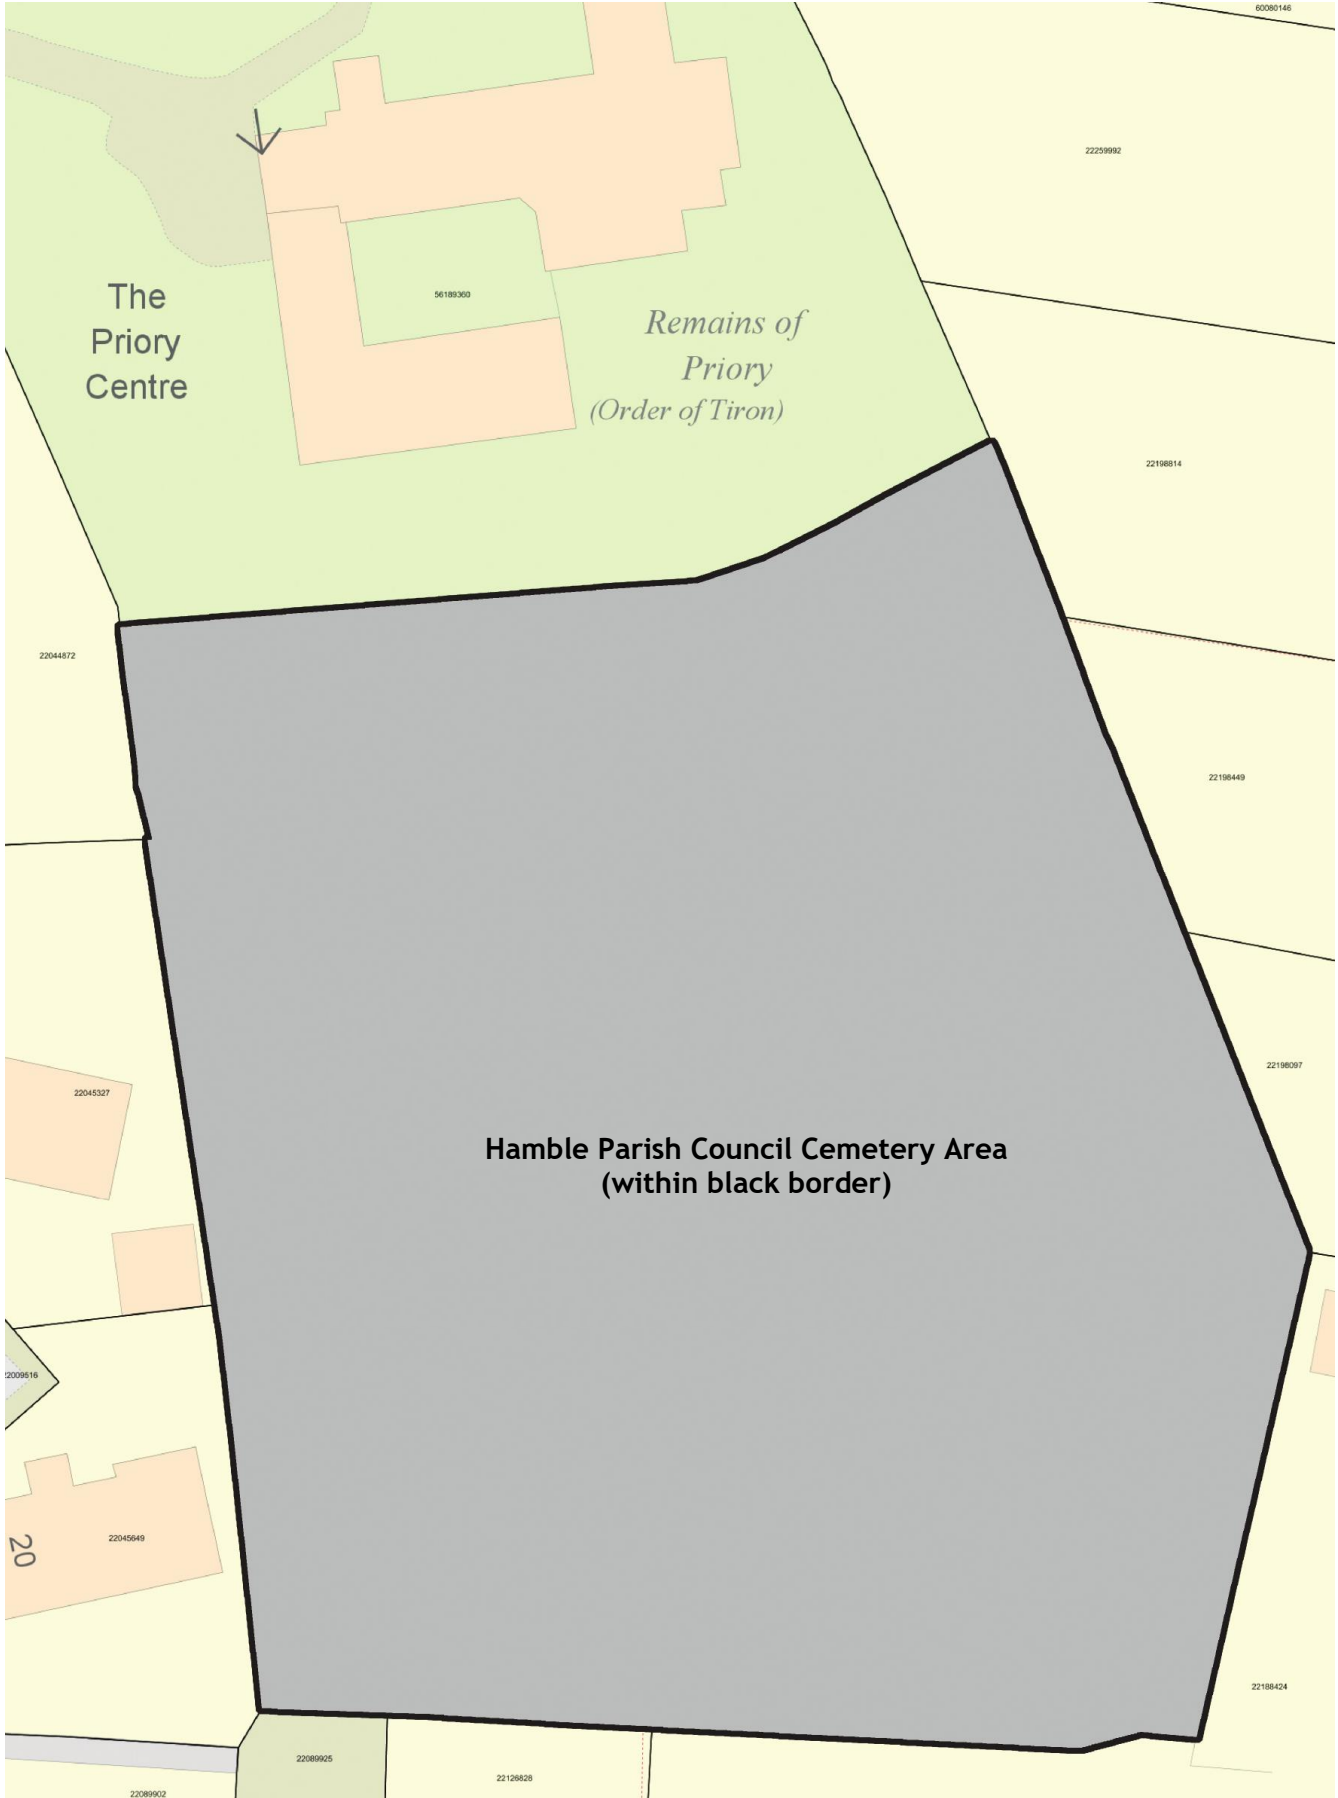 60080146
22259992
The
Priory
Centre
56189360
Remains of
Priory
(Order of Tiron)
22198814
22044872
22198449
22198097
22045327
Hamble Parish Council Cemetery Area
(within black border)
22009516
20
22045649
22188424
22089925
22126828
22089902